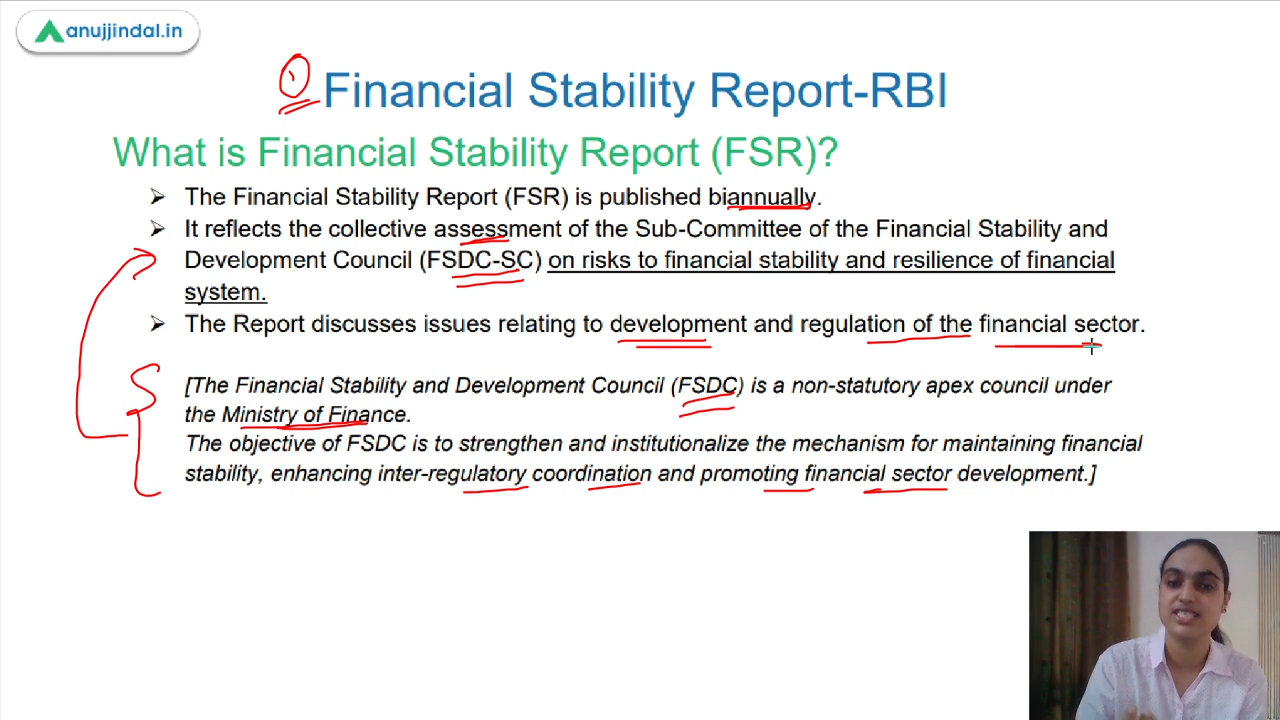 anujjindal.in
1 Financial Stability Report-RBI
What is Financial Stability Report (FSR)?
➢ The Financial Stability Report (FSR) is published biannually.
➢ It reflects the collective assessment of the Sub-Committee of the Financial Stability and
Development Council (FSDC-SC) on risks to financial stability and resilience of financial
system.
➢ The Report discusses issues relating to development and regulation of the financial sector.
[The Financial Stability and Development Council (FSDC) is a non-statutory apex council under
the Ministry of Finance.
The objective of FSDC is to strengthen and institutionalize the mechanism for maintaining financial
stability, enhancing inter-regulatory coordination and promoting financial sector development.]